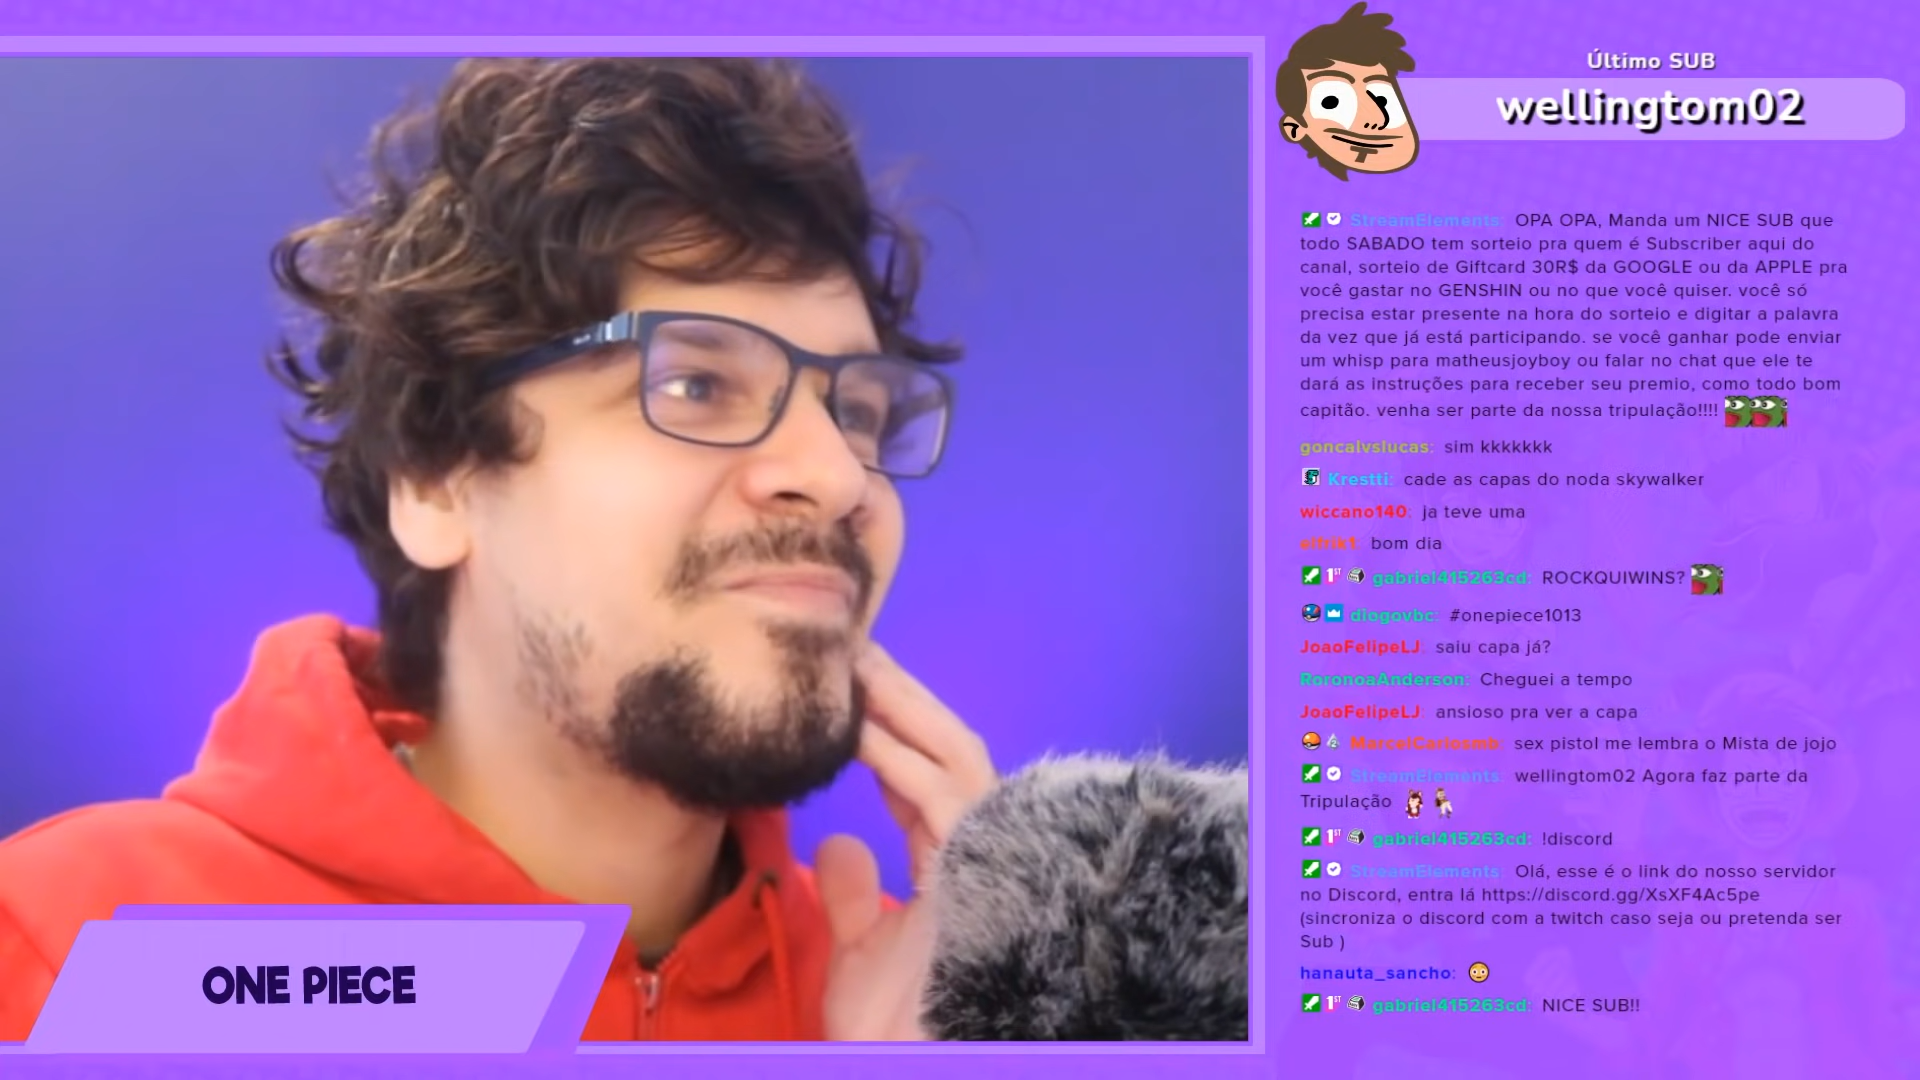 Último SUB
wellingtom02
StreamElements: OPA OPA, Manda um NICE SUB que
todo SABADO tem sorteio pra quem é Subscriber aqui do
canal, sorteio de Giftcard 30R$ da GOOGLE ou da APPLE pra
você gastar no GENSHIN ou no que você quiser. você só
precisa estar presente na hora do sorteio e digitar a palavra
da vez que já está participando. se você ganhar pode enviar
um whisp para matheusjoyboy ou falar no chat que ele te
dará as instruções para receber seu premio, como todo bom
capitão. venha ser parte da nossa tripulação!!!!
goncalvslucas: sim kkkkkkk
Krestti: cade as capas do noda skywalker
wiccano140: ja teve uma
elfrik1: bom dia
1ST gabriel415263cd: ROCKQUIWINS?
diogovbc: #onepiece1013
JoaoFelipeLJ: saiu capa já?
RoronoaAnderson: Cheguei a tempo
JoaoFelipeLJ: ansioso pra ver a capa
MarcelCarlosmb: sex pistol me lembra o Mista de jojo
StreamElements: wellingtom02 Agora faz parte da
Tripulação
1ST gabriel415263cd: !discord
StreamElements: Olá, esse é o link do nosso servidor
no Discord, entra lá https://discord.gg/XsXF4Ac5pe
(sincroniza o discord com a twitch caso seja ou pretenda ser
Sub )
hanauta_sancho:
1ST gabriel415263cd: NICE SUB!!
ONE PIECE